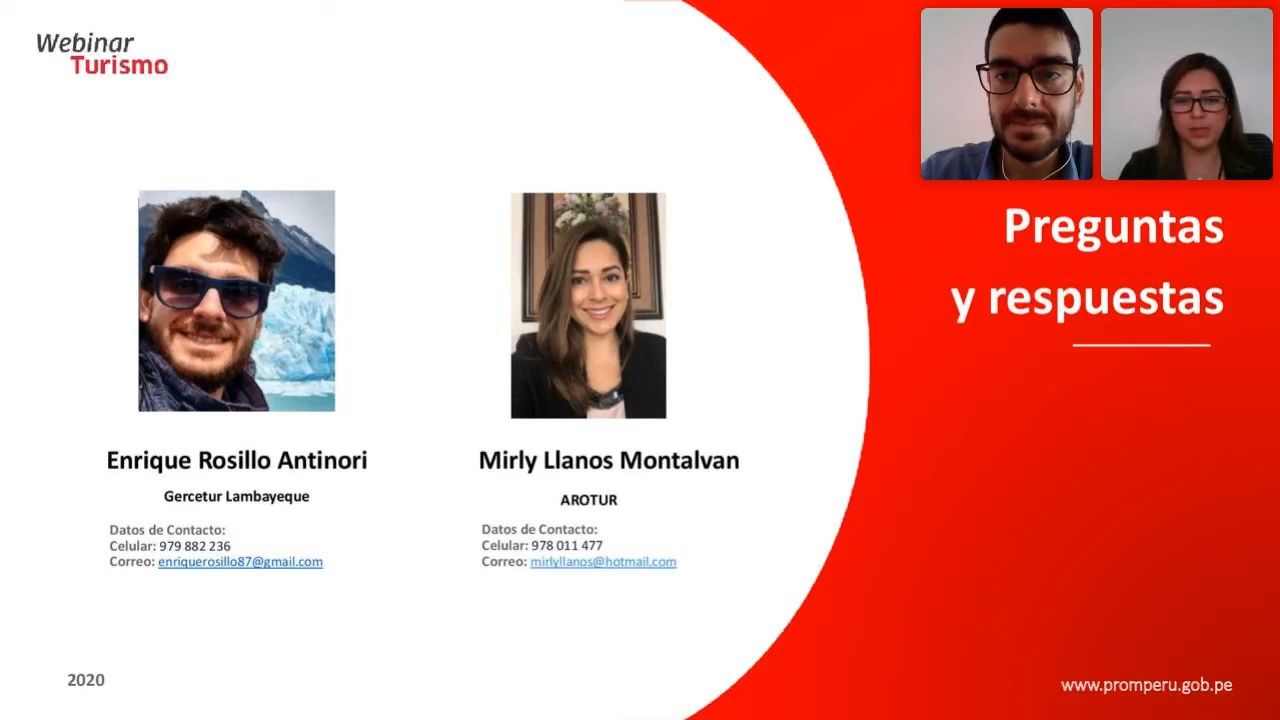 Webinar
Turismo
Preguntas
y respuestas
Enrique Rosillo Antinori
Gercetur Lambayeque
Datos de Contacto:
Celular: 979 882 236
Correo: enriquerosillo87@gmail.com
Mirly Llanos Montalvan
AROTUR
Datos de Contacto:
Celular: 978 011 477
Correo: mirlyllanos@hotmail.com
2020
www.promperu.gob.pe